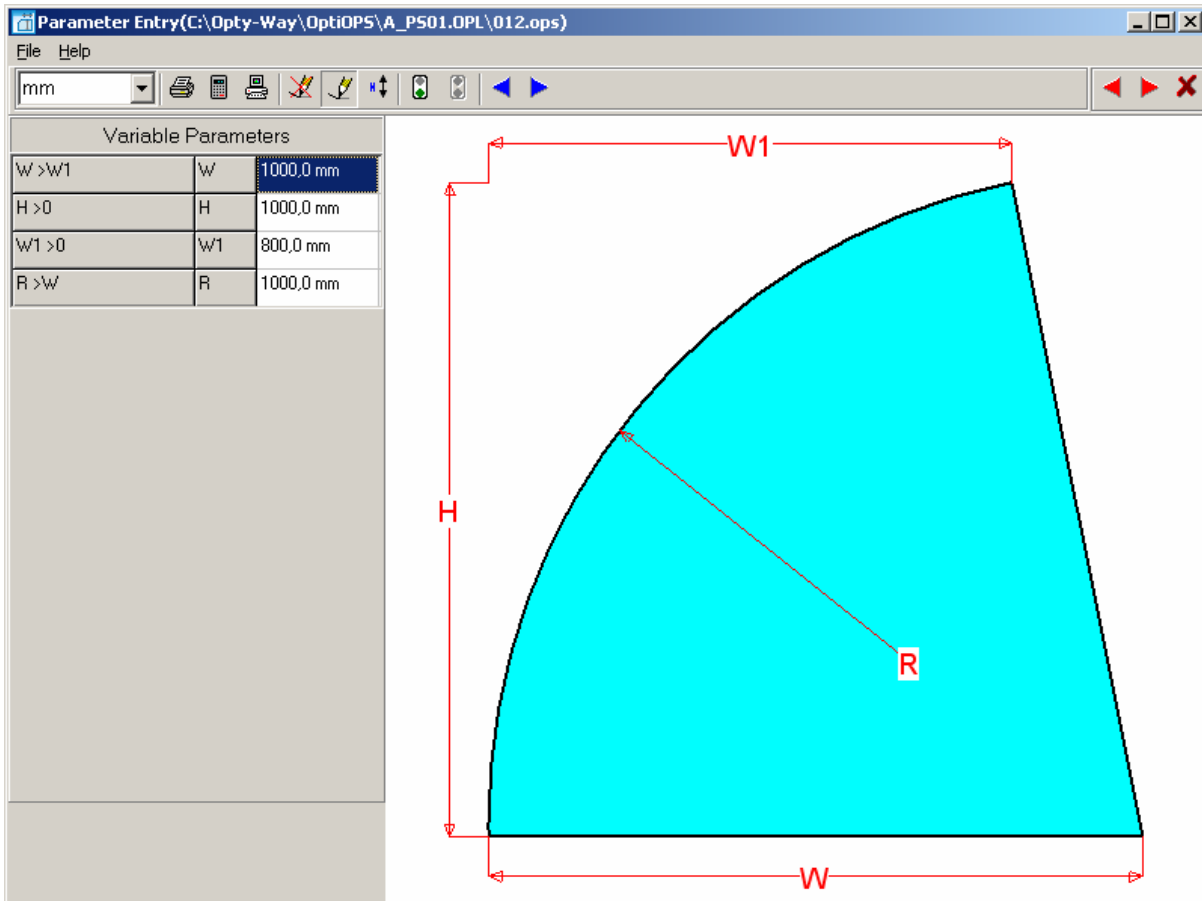 Parameter Entry(C:\Opty-Way\OptiOPS\A_PS01.OPL\012.ops)
File Help
mm
Variable Parameters
W >W1 W 1000,0 mm
H >0 H 1000,0 mm
W1 >0 W1 800,0 mm
R >W R 1000,0 mm
W1
H
R
W